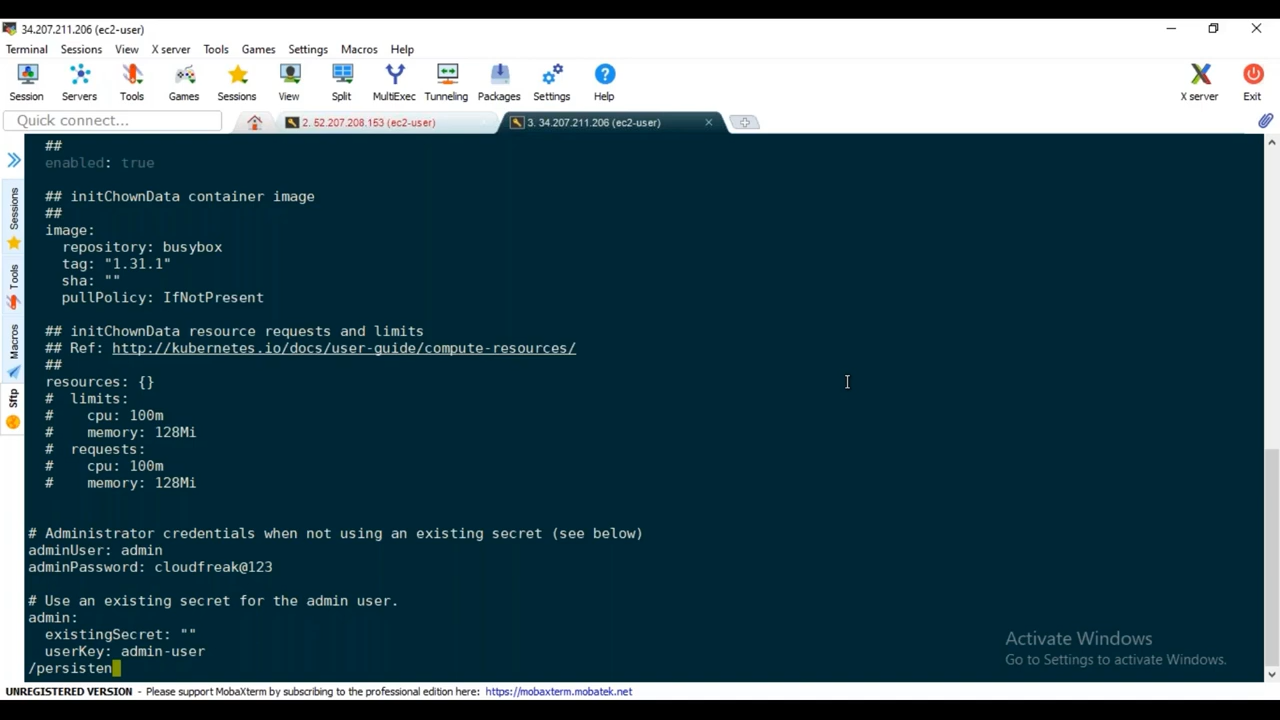 34.207.211.206 (ec2-user)
Terminal Sessions View X server Tools Games Settings Macros Help
Session Servers Tools Games Sessions View Split MultiExec Tunneling Packages Settings Help X server Exit
Quick connect... 2. 52.207.208.153 (ec2-user) 3. 34.207.211.206 (ec2-user)
Sessions
Tools
Macros
Sftp
##
enabled: true
## initChownData container image
##
image:
repository: busybox
tag: "1.31.1"
sha: ""
pullPolicy: IfNotPresent
## initChownData resource requests and limits
## Ref: http://kubernetes.io/docs/user-guide/compute-resources/
##
resources: {}
# limits:
# cpu: 100m
# memory: 128Mi
# requests:
# cpu: 100m
# memory: 128Mi
# Administrator credentials when not using an existing secret (see below)
adminUser: admin
adminPassword: cloudfreak@123
# Use an existing secret for the admin user.
admin:
existingSecret: ""
userKey: admin-user
/persisten
Activate Windows
Go to Settings to activate Windows.
UNREGISTERED VERSION - Please support MobaXterm by subscribing to the professional edition here: https://mobaxterm.mobatek.net